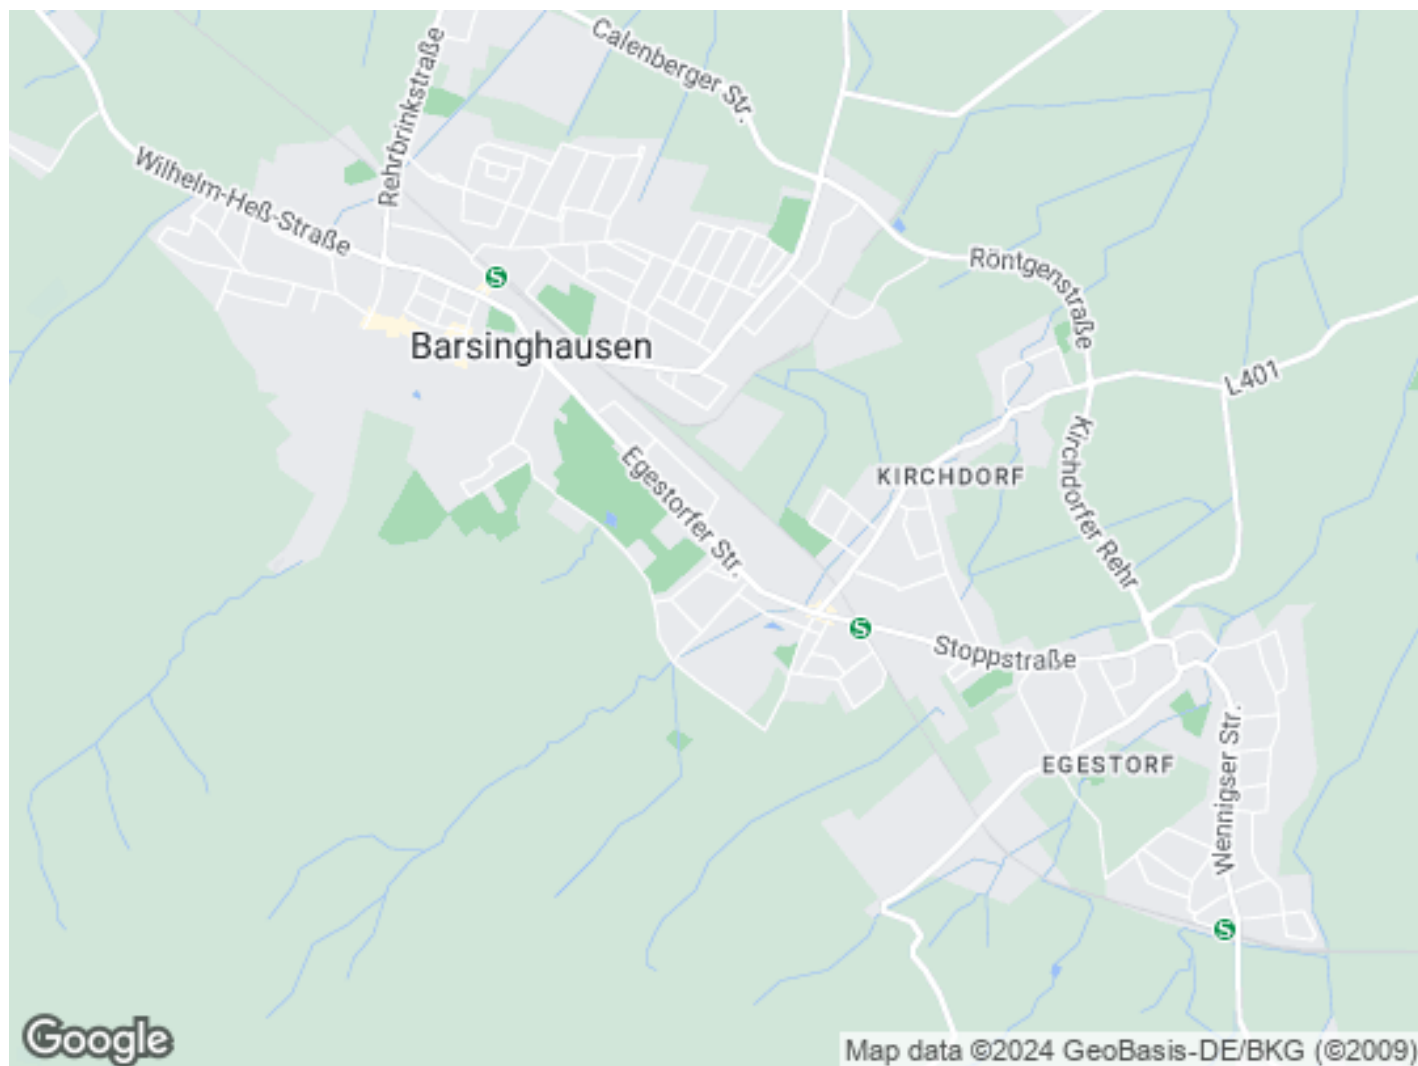 Calenberger Str.
Rehrbrinkstraße
Wilhelm-Heß-Straße
Röntgenstraße
S
Barsinghausen
L401
Egestorfer Str.
KIRCHDORF
Kirchdorfer Rehr
S
Stoppstraße
EGESTORF
Wennigser Str.
S
Google
Map data ©2024 GeoBasis-DE/BKG (©2009)